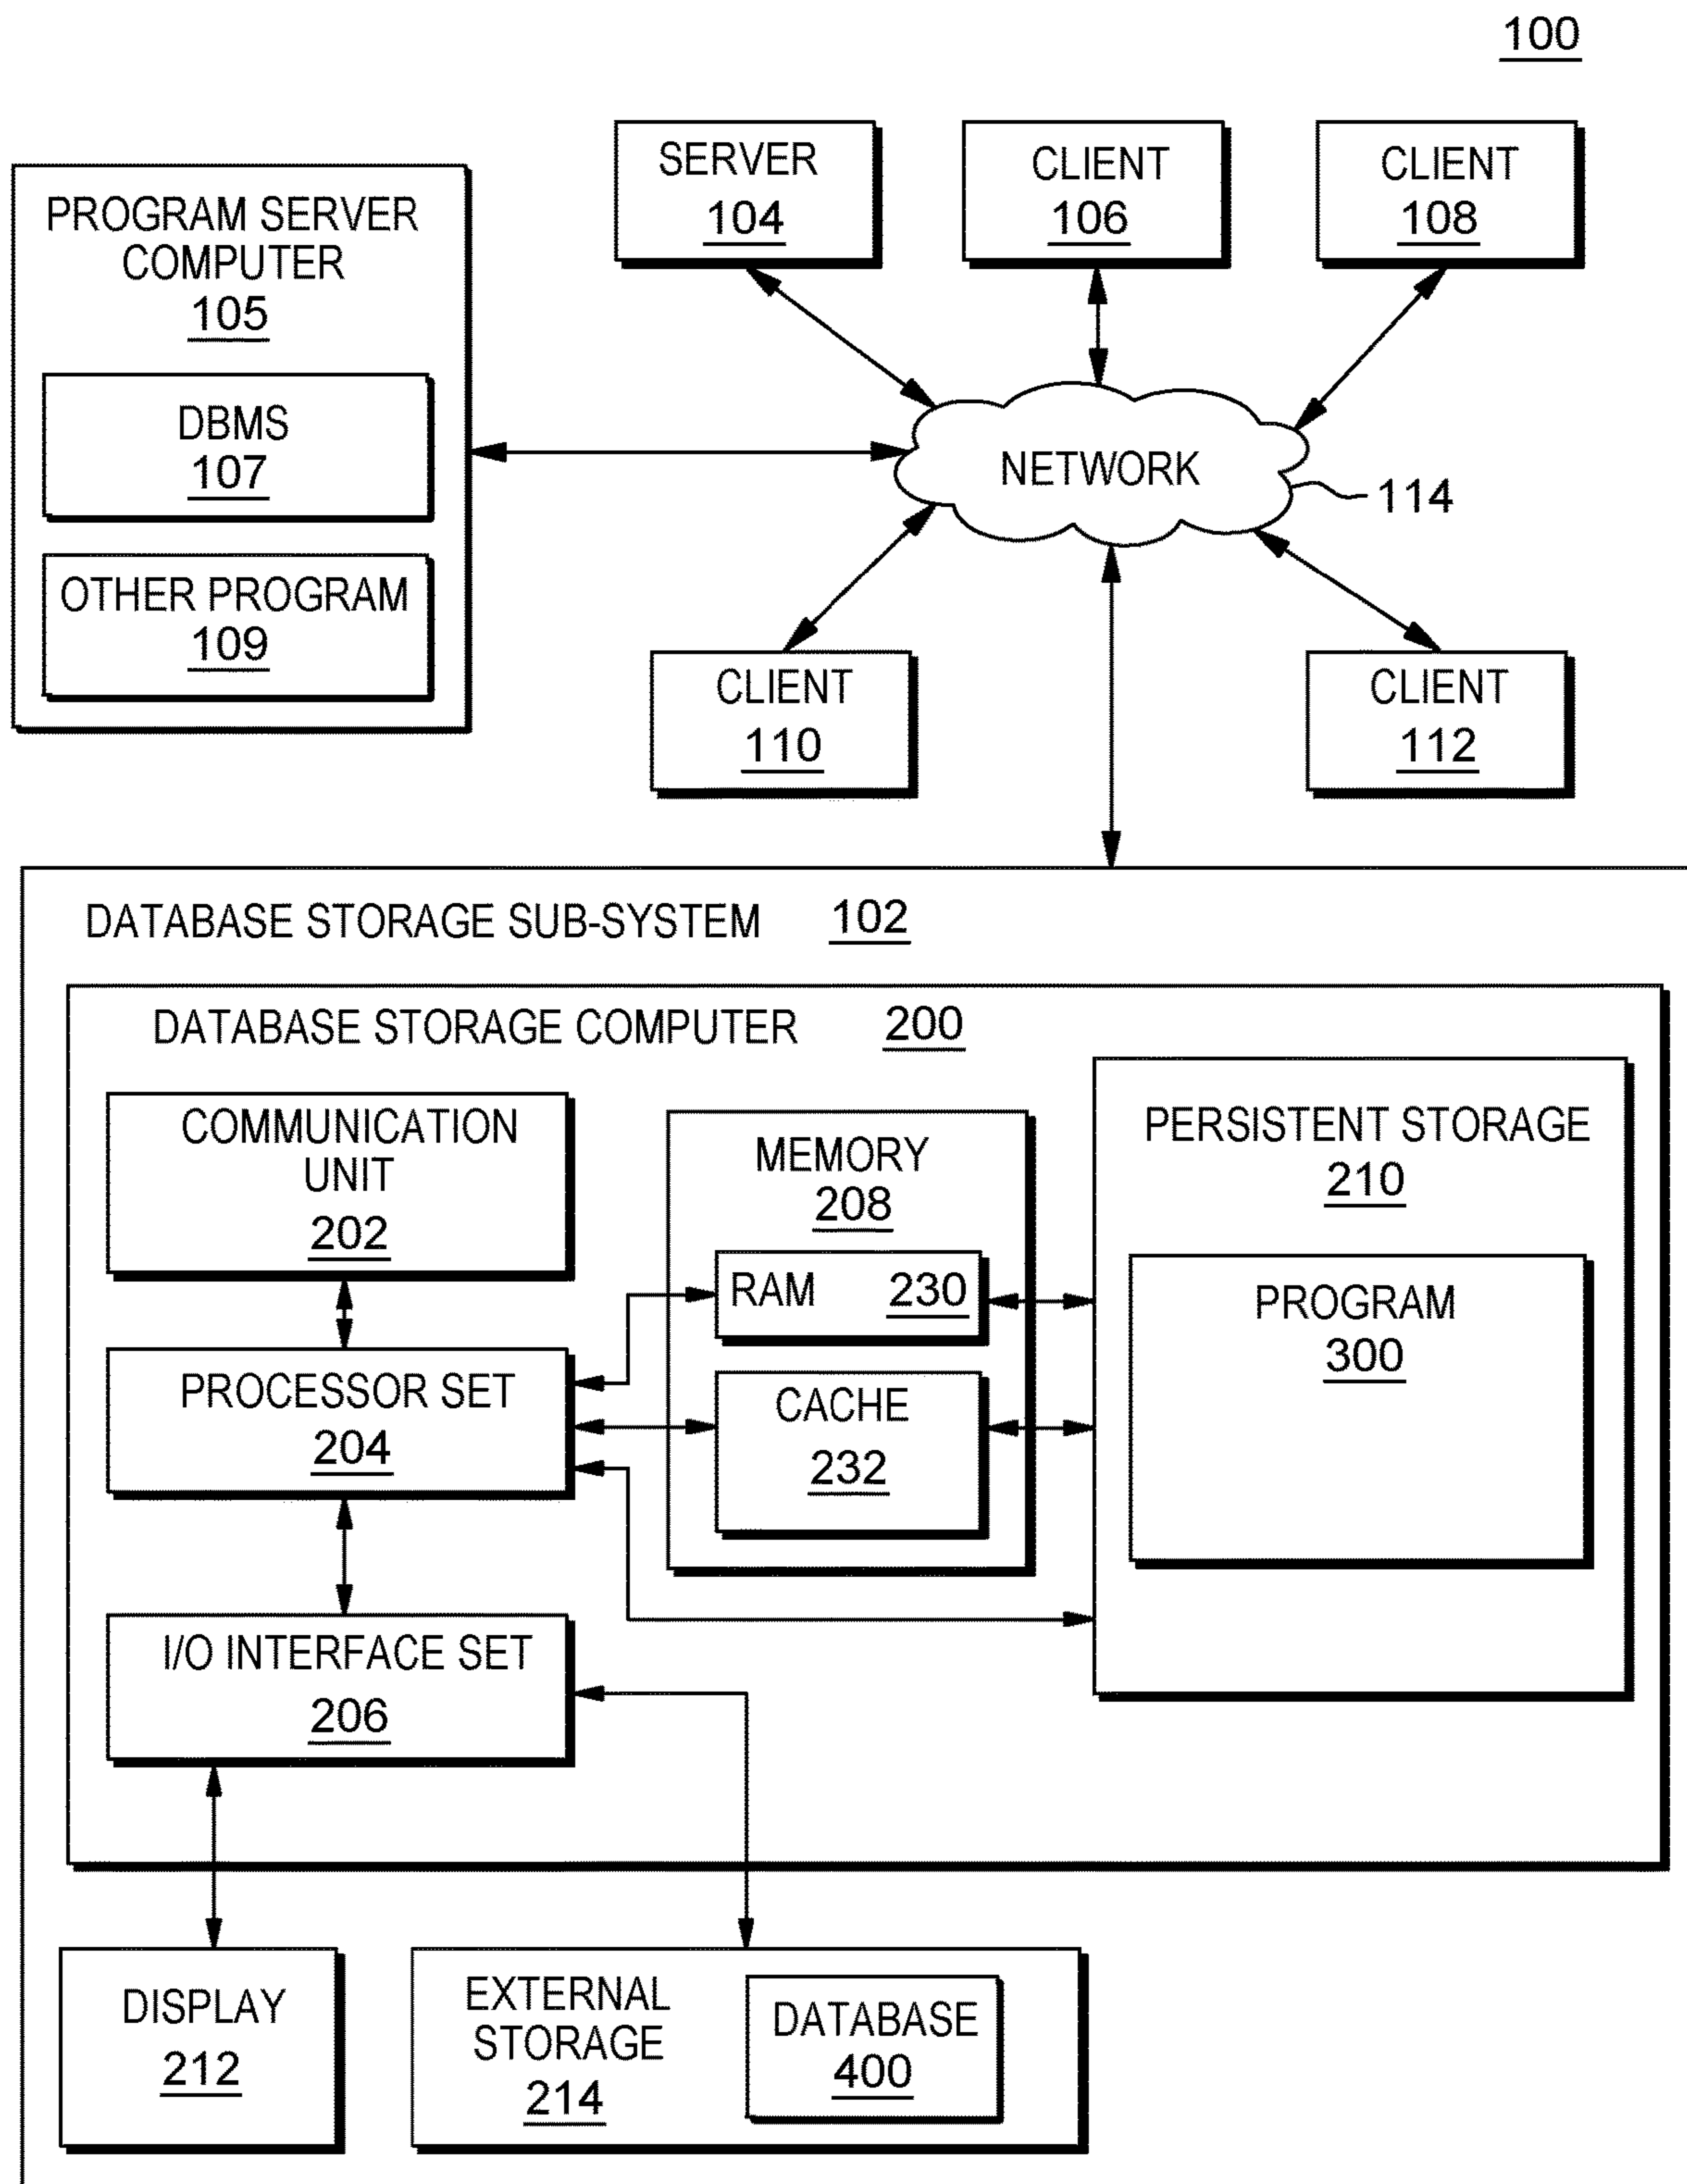 100
SERVER
104
CLIENT
106
CLIENT
108
PROGRAM SERVER
COMPUTER
105
DBMS
107
OTHER PROGRAM
109
NETWORK
114
CLIENT
110
CLIENT
112
DATABASE STORAGE SUB-SYSTEM 102
DATABASE STORAGE COMPUTER 200
COMMUNICATION
UNIT
202
PROCESSOR SET
204
I/O INTERFACE SET
206
MEMORY
208
RAM 230
CACHE
232
PERSISTENT STORAGE
210
PROGRAM
300
DISPLAY
212
EXTERNAL
STORAGE
214
DATABASE
400